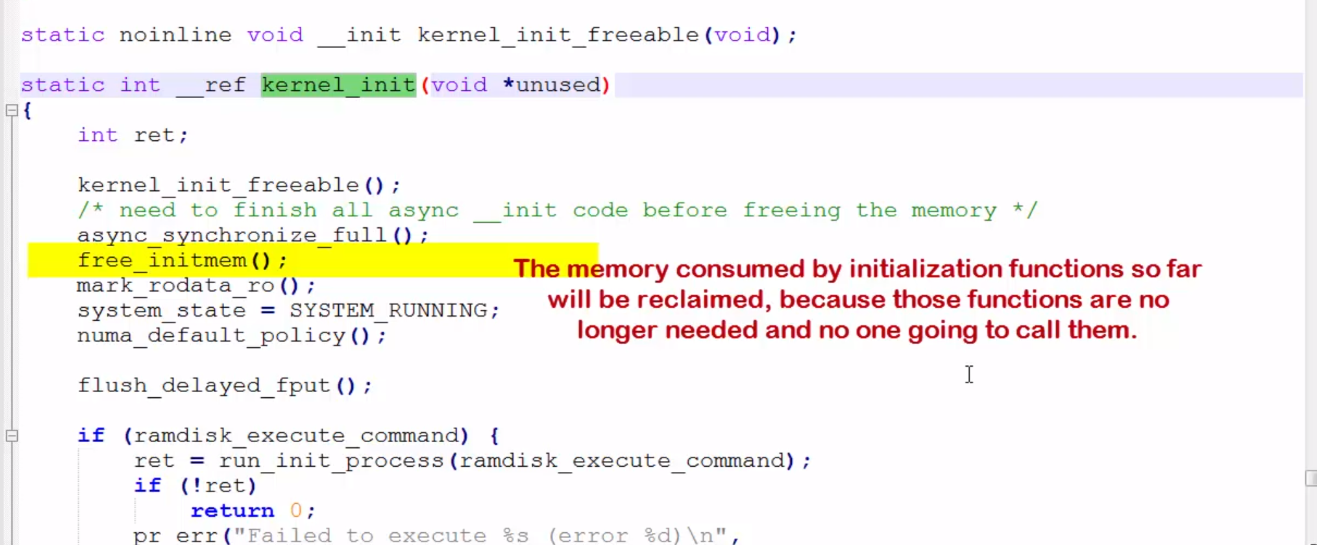 static noinline void __init kernel_init_freeable(void);
static int __ref kernel_init(void *unused)
{
int ret;
kernel_init_freeable();
/* need to finish all async __init code before freeing the memory */
async_synchronize_full();
free_initmem();
The memory consumed by initialization functions so far
will be reclaimed, because those functions are no
longer needed and no one going to call them.
mark_rodata_ro();
system_state = SYSTEM_RUNNING;
numa_default_policy();
flush_delayed_fput();
if (ramdisk_execute_command) {
ret = run_init_process(ramdisk_execute_command);
if (!ret)
return 0;
pr_err("Failed to execute %s (error %d)\n",